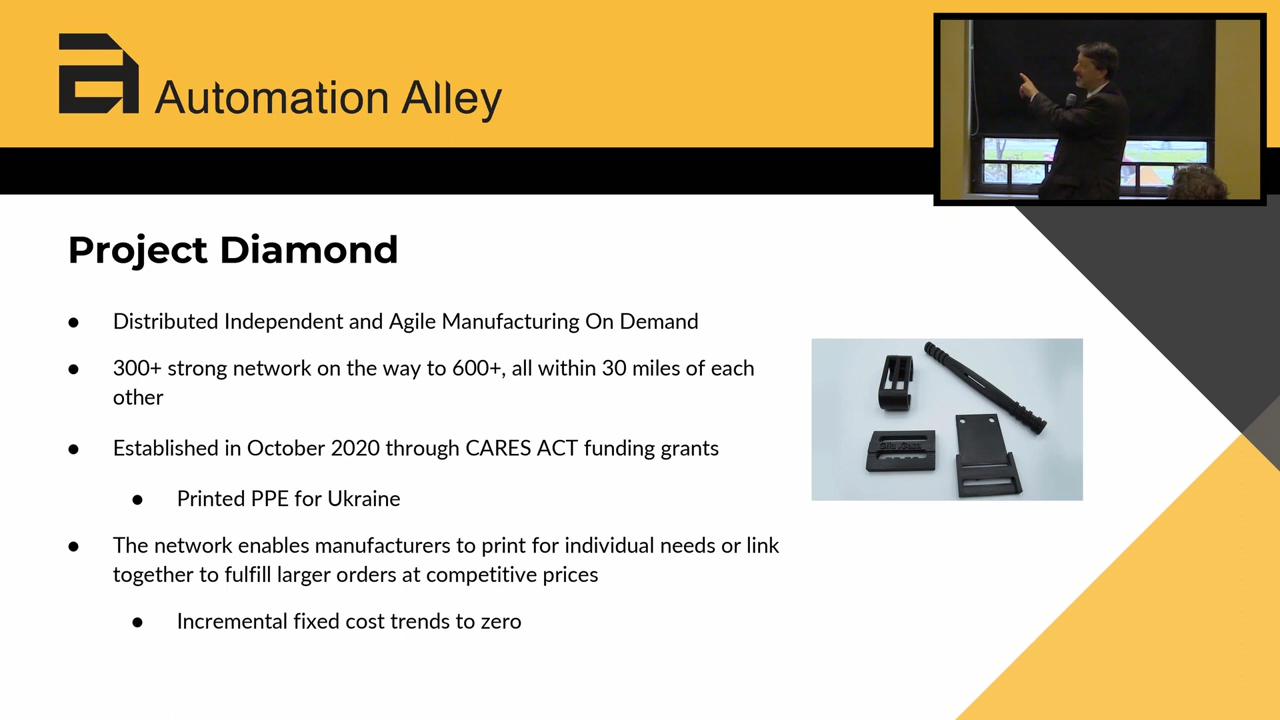 Automation Alley
Project Diamond
● Distributed Independent and Agile Manufacturing On Demand
● 300+ strong network on the way to 600+, all within 30 miles of each
other
● Established in October 2020 through CARES ACT funding grants
● Printed PPE for Ukraine
● The network enables manufacturers to print for individual needs or link
together to fulfill larger orders at competitive prices
● Incremental fixed cost trends to zero